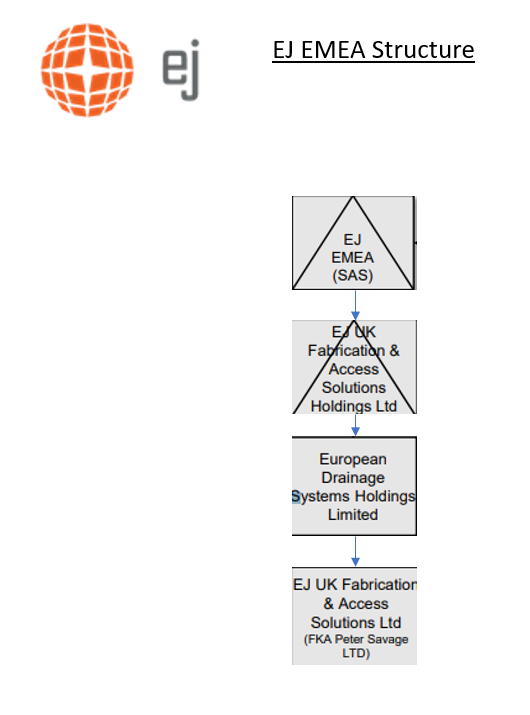 ej
EJ EMEA Structure
EJ
EMEA
(SAS)
EJ UK
Fabrication &
Access
Solutions
Holdings Ltd
European
Drainage
Systems Holdings
Limited
EJ UK Fabrication
& Access
Solutions Ltd
(FKA Peter Savage
LTD)